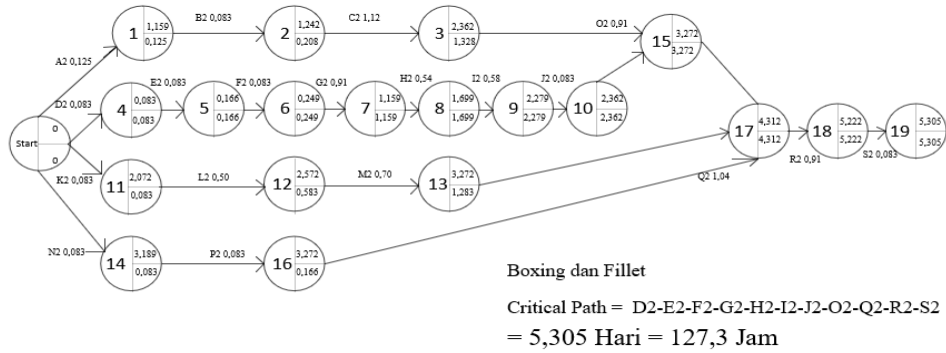 A2 0,125
1 1,159 0,125
B2 0,083
2 1,242 0,208
C2 1,12
3 2,362 1,328
O2 0,91
15 3,272 3,272
Start 0 0
D2 0,083
4 0,083 0,083
E2 0,083
5 0,166 0,166
F2 0,083
6 0,249 0,249
G2 0,91
7 1,159 1,159
H2 0,54
8 1,699 1,699
I2 0,58
9 2,279 2,279
J2 0,083
10 2,362 2,362
K2 0,083
11 2,072 0,083
L2 0,50
12 2,572 0,583
M2 0,70
13 3,272 1,283
17 4,312 4,312
R2 0,91
18 5,222 5,222
S2 0,083
19 5,305 5,305
N2 0,083
14 3,189 0,083
P2 0,083
16 3,272 0,166
Q2 1,04
Boxing dan Fillet
Critical Path = D2-E2-F2-G2-H2-I2-J2-O2-Q2-R2-S2
= 5,305 Hari = 127,3 Jam